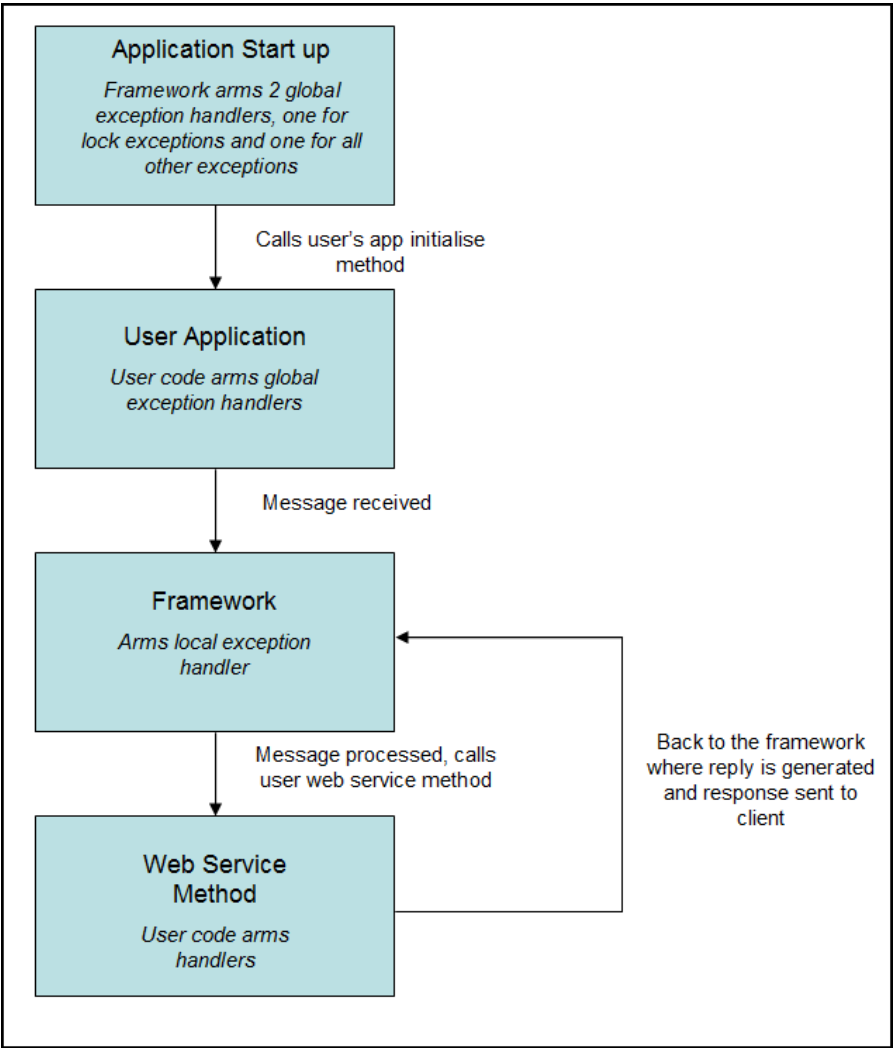 Application Start up
Framework arms 2 global
exception handlers, one for
lock exceptions and one for all
other exceptions
Calls user's app initialise
method
User Application
User code arms global
exception handlers
Message received
Framework
Arms local exception
handler
Message processed, calls
user web service method
Back to the framework
where reply is generated
and response sent to
client
Web Service
Method
User code arms
handlers